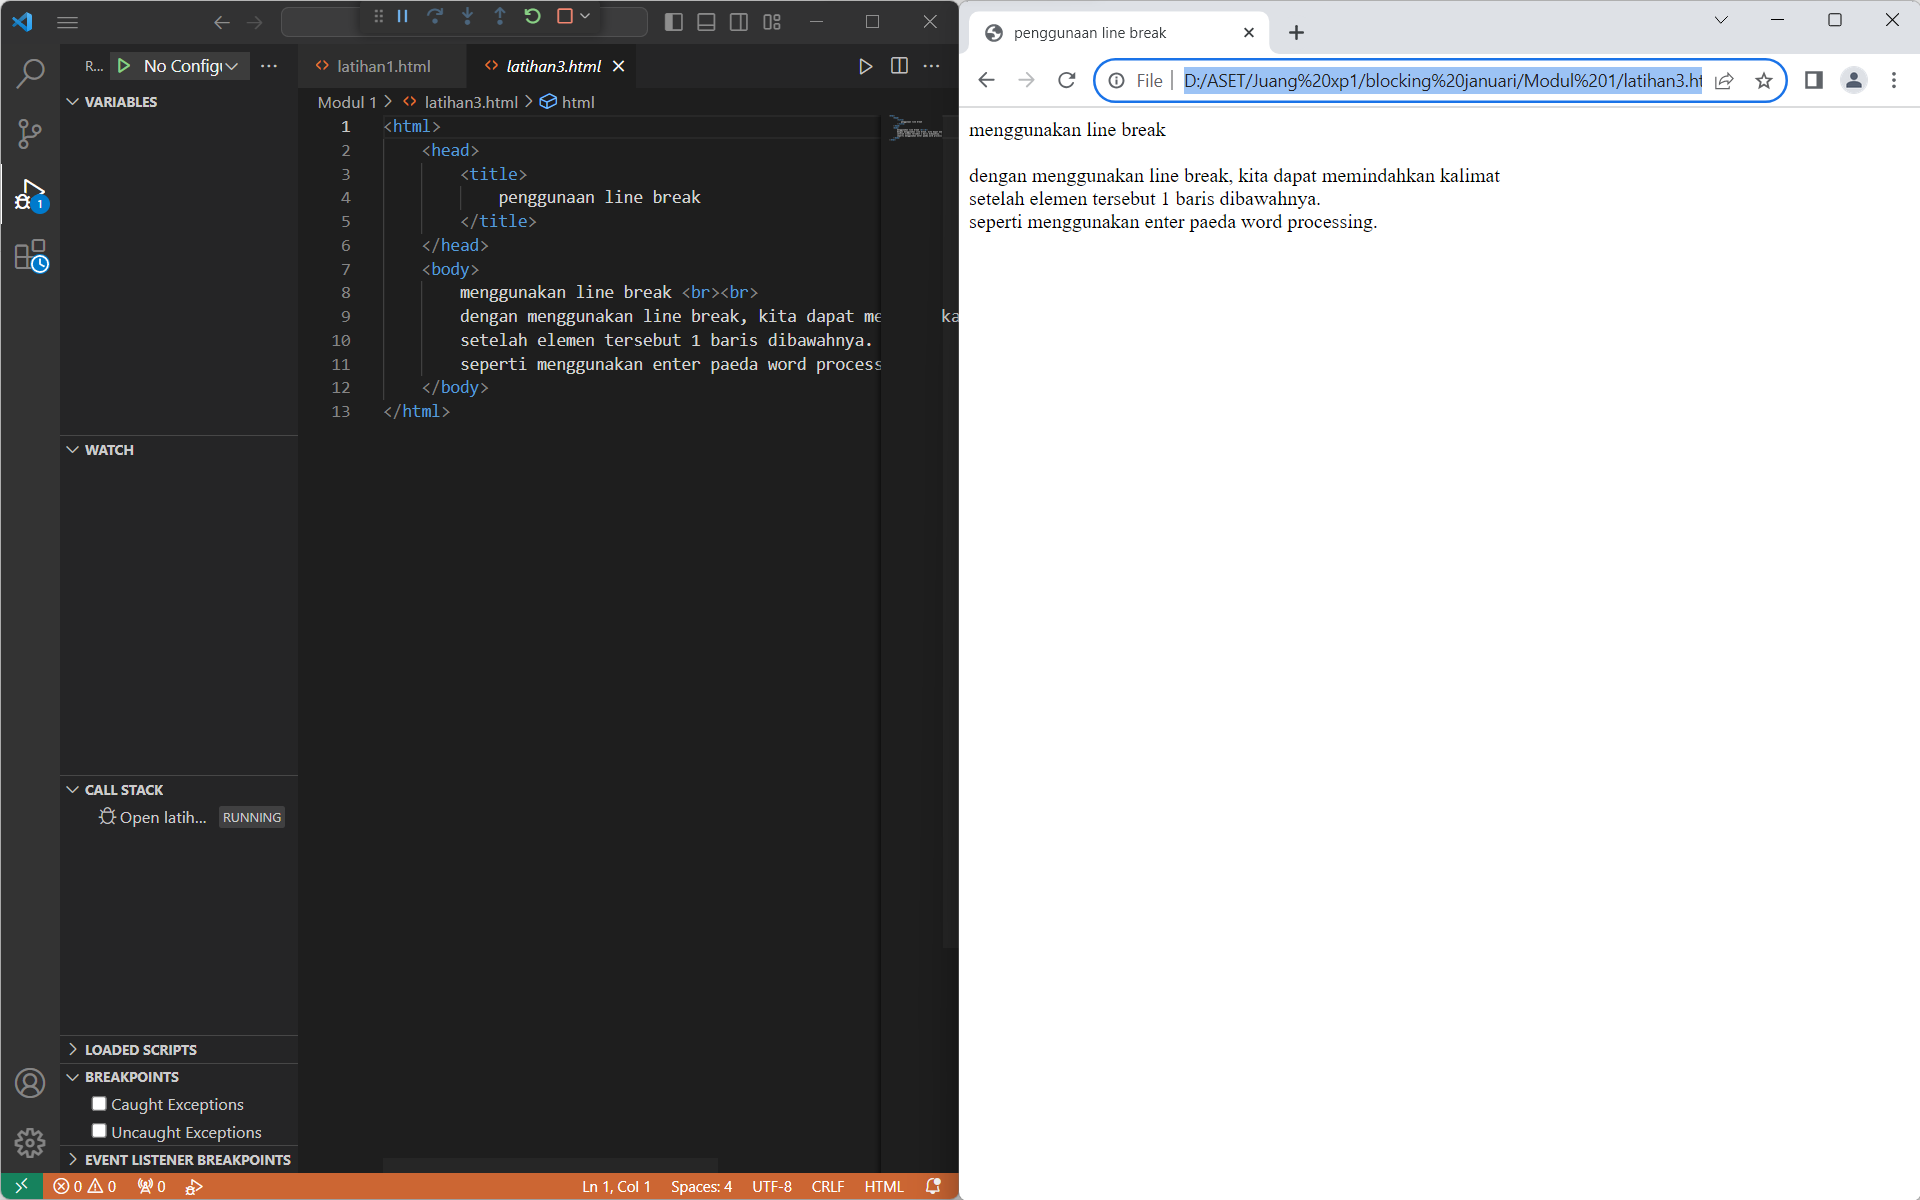 R... No Config ...
latihan1.html
latihan3.html
VARIABLES
Modul 1 > latihan3.html > html
1 <html>
2 <head>
3 <title>
4 penggunaan line break
5 </title>
6 </head>
7 <body>
8 menggunakan line break <br><br>
9 dengan menggunakan line break, kita dapat me ka
10 setelah elemen tersebut 1 baris dibawahnya.
11 seperti menggunakan enter paeda word process
12 </body>
13 </html>
1
WATCH
CALL STACK
Open latih... RUNNING
LOADED SCRIPTS
BREAKPOINTS
Caught Exceptions
Uncaught Exceptions
EVENT LISTENER BREAKPOINTS
0 0 0 Ln 1, Col 1 Spaces: 4 UTF-8 CRLF HTML
penggunaan line break
File | D:/ASET/Juang%20xp1/blocking%20januari/Modul%201/latihan3.ht
menggunakan line break
dengan menggunakan line break, kita dapat memindahkan kalimat
setelah elemen tersebut 1 baris dibawahnya.
seperti menggunakan enter paeda word processing.